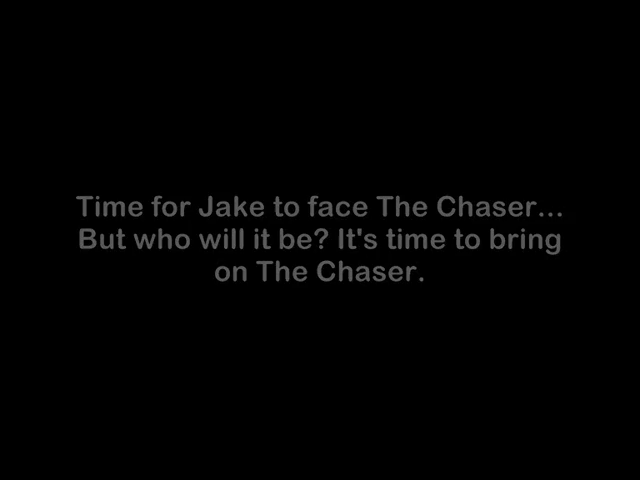 Time for Jake to face The Chaser...
But who will it be? It's time to bring
on The Chaser.